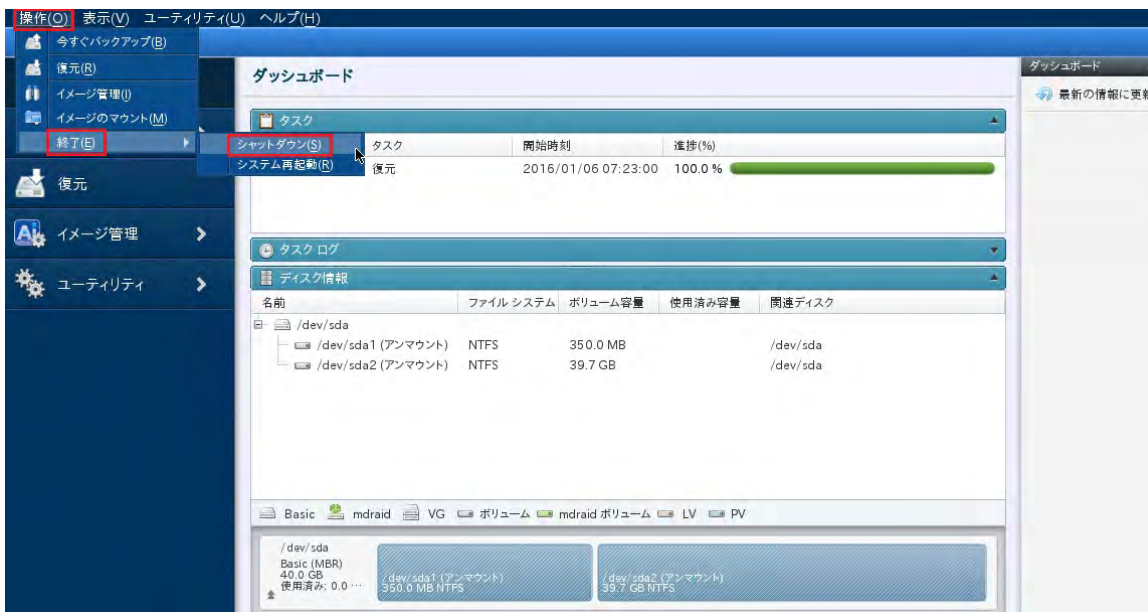 操作(O) 表示(V) ユーティリティ(U) ヘルプ(H)
今すぐバックアップ(B)
復元(R)
イメージ管理(I)
イメージのマウント(M)
終了(E)
シャットダウン(S)
システム再起動(R)
復元
イメージ管理
ユーティリティ
ダッシュボード
タスク
タスク 開始時刻 進捗(%)
復元 2016/01/06 07:23:00 100.0 %
タスク ログ
ディスク情報
名前 ファイル システム ボリューム容量 使用済み容量 関連ディスク
/dev/sda
/dev/sda1 (アンマウント) NTFS 350.0 MB /dev/sda
/dev/sda2 (アンマウント) NTFS 39.7 GB /dev/sda
Basic mdraid VG ボリューム mdraid ボリューム LV PV
/dev/sda
Basic (MBR)
40.0 GB
使用済み: 0.0 ...
/dev/sda1 (アンマウント)
350.0 MB NTFS
/dev/sda2 (アンマウント)
39.7 GB NTFS
ダッシュボード
最新の情報に更新